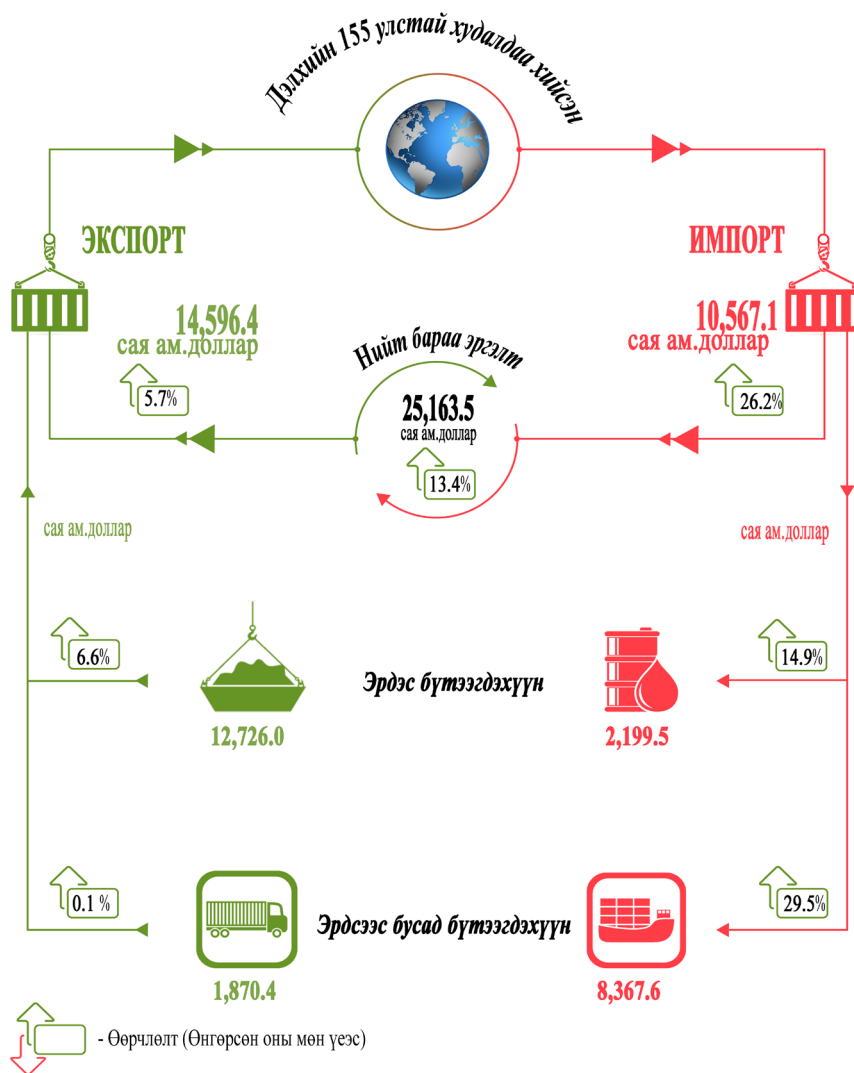 Дэлхийн 155 улстай худалдаа хийсэн
ЭКСПОРТ
ИМПОРТ
14,596.4
сая ам.доллар
5.7%
10,567.1
сая ам.доллар
26.2%
Нийт бараа эргэлт
25,163.5
сая ам.доллар
13.4%
сая ам.доллар
сая ам.доллар
6.6%
Эрдэс бүтээгдэхүүн
14.9%
12,726.0
2,199.5
0.1 %
Эрдсээс бусад бүтээгдэхүүн
29.5%
1,870.4
8,367.6
- Өөрчлөлт (Өнгөрсөн оны мөн үеэс)